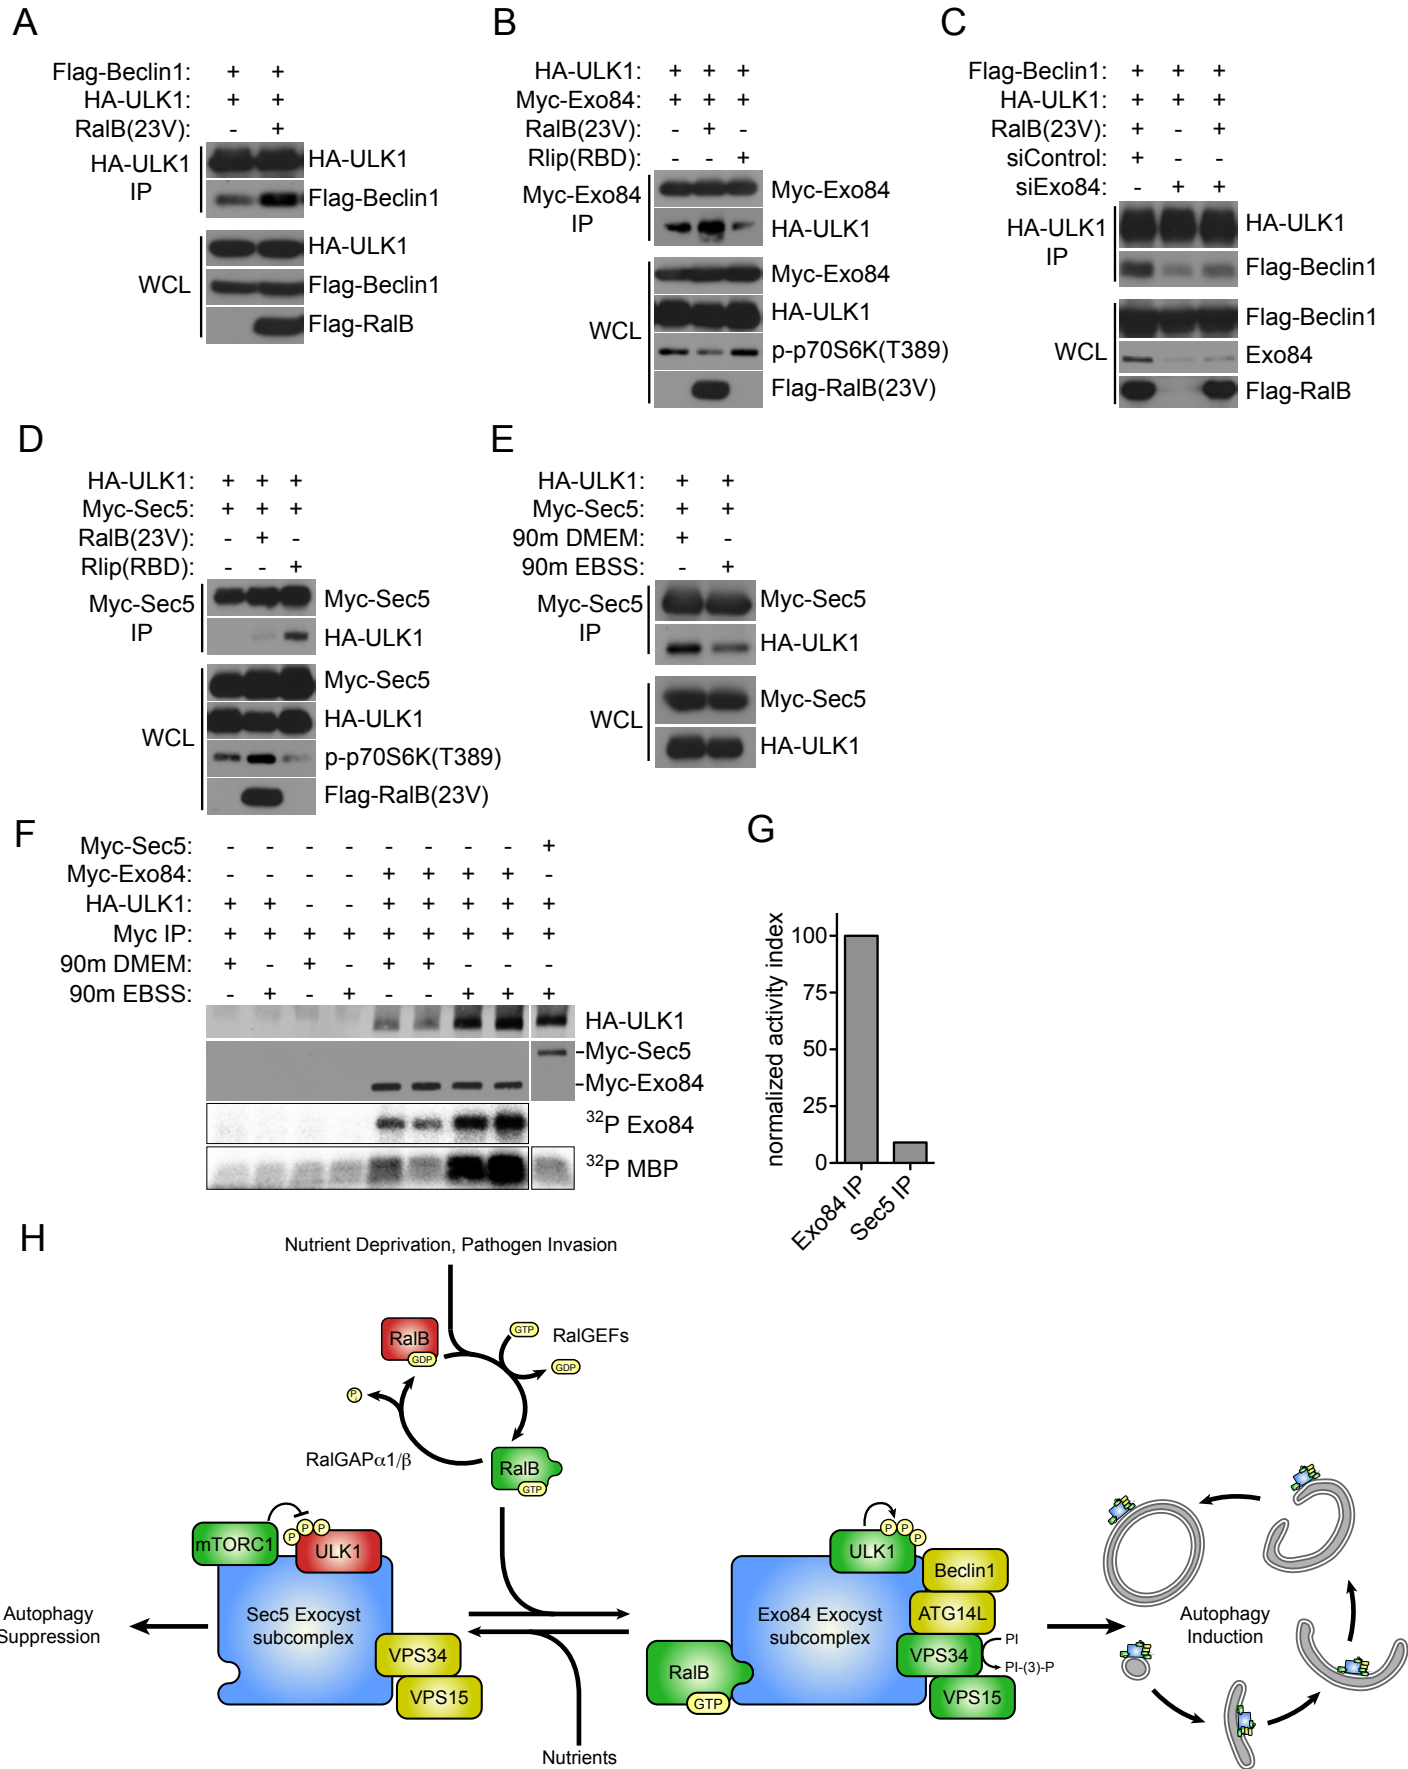 A
Flag-Beclin1: + +
HA-ULK1: + +
RalB(23V): - +
HA-ULK1 IP
HA-ULK1
Flag-Beclin1
WCL
HA-ULK1
Flag-Beclin1
Flag-RalB
B
HA-ULK1: + + +
Myc-Exo84: + + +
RalB(23V): - + -
Rlip(RBD): - - +
Myc-Exo84 IP
Myc-Exo84
HA-ULK1
WCL
Myc-Exo84
HA-ULK1
p-p70S6K(T389)
Flag-RalB(23V)
C
Flag-Beclin1: + + +
HA-ULK1: + + +
RalB(23V): + - +
siControl: + - -
siExo84: - + +
HA-ULK1 IP
HA-ULK1
Flag-Beclin1
WCL
Flag-Beclin1
Exo84
Flag-RalB
D
HA-ULK1: + + +
Myc-Sec5: + + +
RalB(23V): - + -
Rlip(RBD): - - +
Myc-Sec5 IP
Myc-Sec5
HA-ULK1
WCL
Myc-Sec5
HA-ULK1
p-p70S6K(T389)
Flag-RalB(23V)
E
HA-ULK1: + +
Myc-Sec5: + +
90m DMEM: + -
90m EBSS: - +
Myc-Sec5 IP
Myc-Sec5
HA-ULK1
WCL
Myc-Sec5
HA-ULK1
F
Myc-Sec5: - - - - - - - - +
Myc-Exo84: - - - - + + + + -
HA-ULK1: + + - - + + + + +
Myc IP: + + + + + + + + +
90m DMEM: + - + - + + - - -
90m EBSS: - + - + - - + + +
HA-ULK1
-Myc-Sec5
-Myc-Exo84
32P Exo84
32P MBP
G
normalized activity index
100
75
50
25
0
Exo84 IP
Sec5 IP
H
Nutrient Deprivation, Pathogen Invasion
RalB
GDP
GTP
RalGEFs
GDP
Pi
RalGAPα1/β
RalB
GTP
mTORC1
P P P
ULK1
Sec5 Exocyst
subcomplex
VPS34
VPS15
Autophagy
Suppression
Nutrients
ULK1
P P P
Beclin1
ATG14L
Exo84 Exocyst
subcomplex
VPS34
PI
PI-(3)-P
VPS15
RalB
GTP
Autophagy
Induction